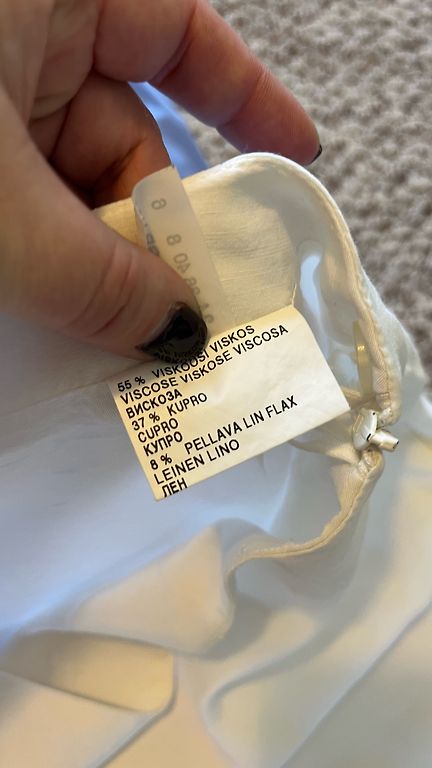 55 % VISKOOSI VISKOS
VISCOSE VISKOSE VISCOSA
ВИСКОЗА
37 % KUPRO
CUPRO
КУПРО
8 % PELLAVA LIN FLAX
LEINEN LINO
ЛЕН